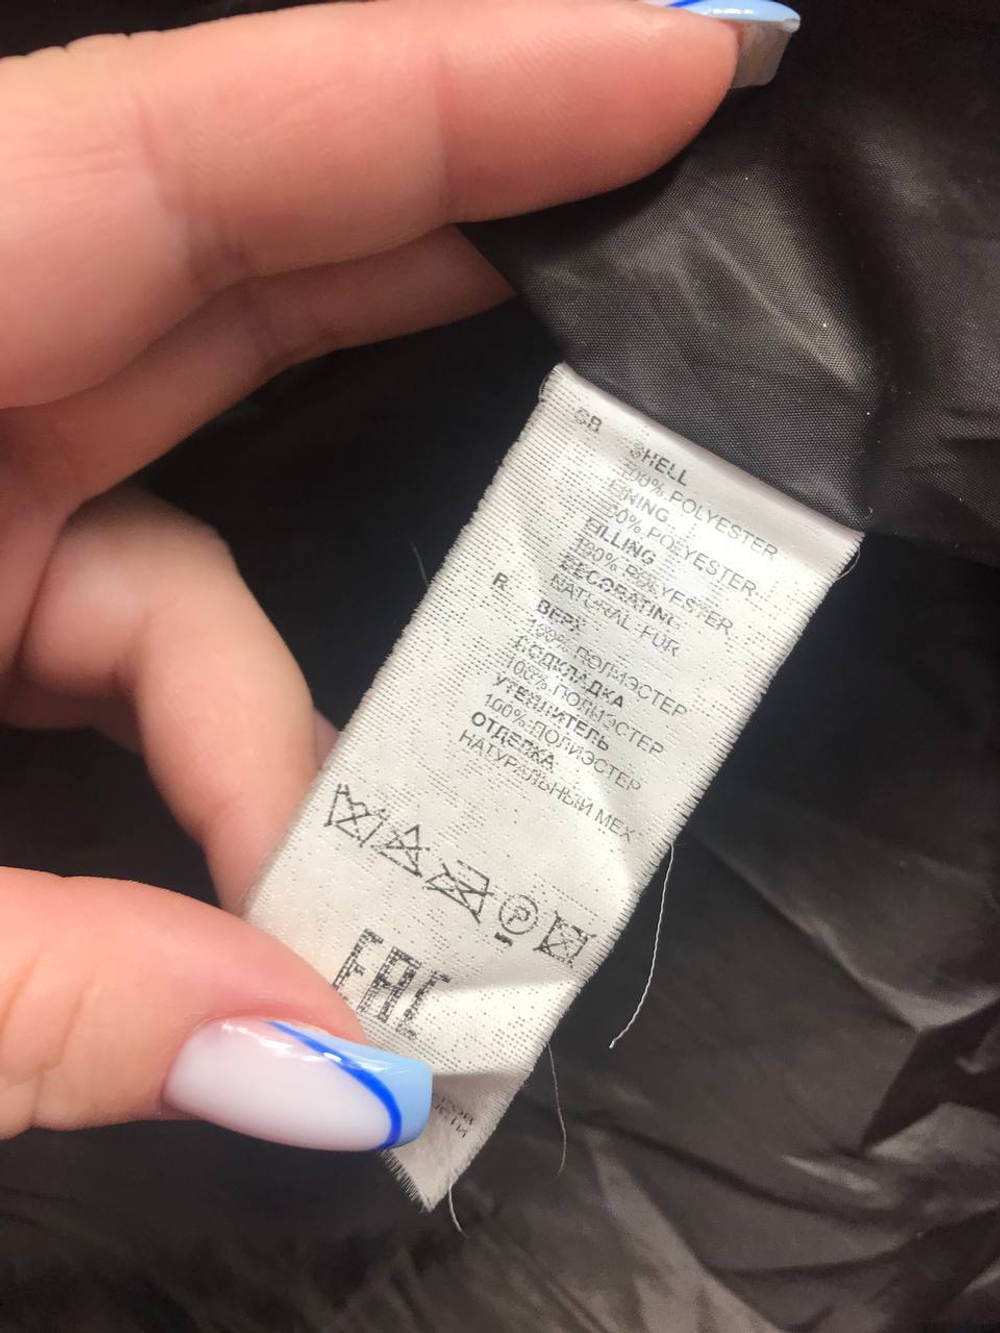 GB SHELL
100% POLYESTER
LINING
100% POLYESTER
FILLING
100% POLYESTER
DECORATING
NATURAL FUR
R ВЕРХ
100% ПОЛИЭСТЕР
ПОДКЛАДКА
100% ПОЛИЭСТЕР
УТЕПЛИТЕЛЬ
100% ПОЛИЭСТЕР
ОТДЕЛКА
НАТУРАЛЬНЫЙ МЕХ
P
EAC